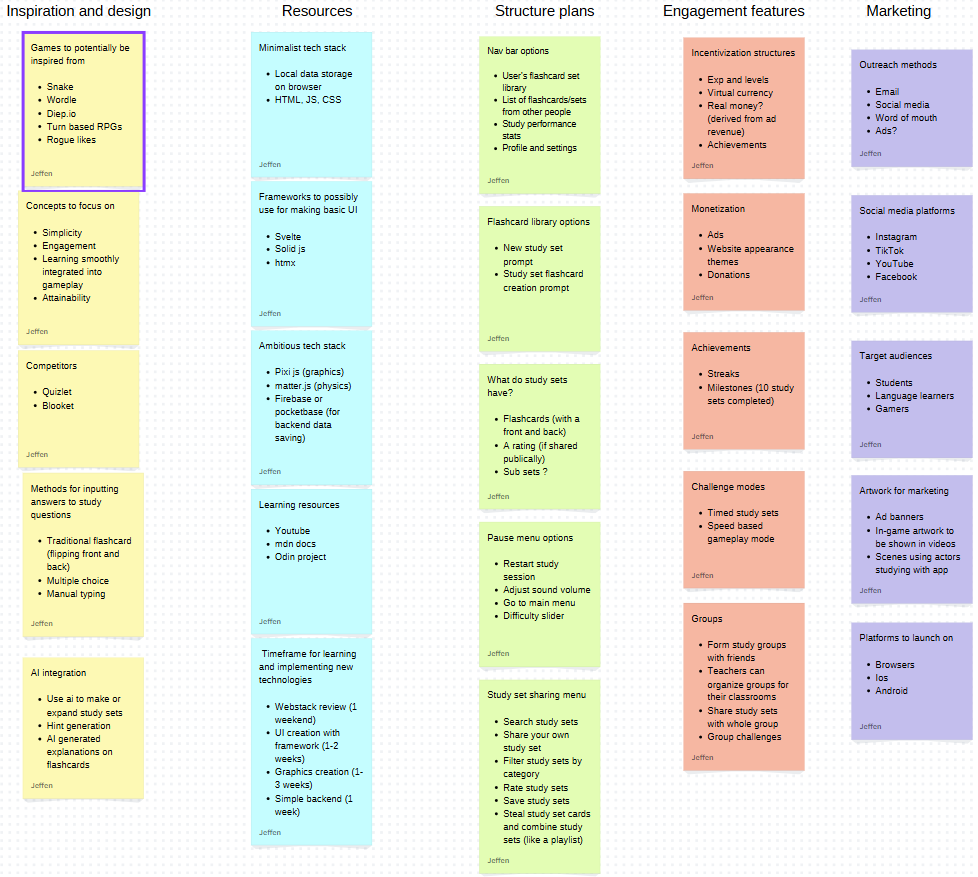 Inspiration and design
Games to potentially be
inspired from
• Snake
• Wordle
• Diep.io
• Turn based RPGs
• Rogue likes
Jeffen
Concepts to focus on
• Simplicity
• Engagement
• Learning smoothly
integrated into
gameplay
• Attainability
Jeffen
Competitors
• Quizlet
• Blooket
Jeffen
Methods for inputting
answers to study
questions
• Traditional flashcard
(flipping front and
back)
• Multiple choice
• Manual typing
Jeffen
AI integration
• Use ai to make or
expand study sets
• Hint generation
• AI generated
explanations on
flashcards
Jeffen
Resources
Minimalist tech stack
• Local data storage
on browser
• HTML, JS, CSS
Jeffen
Frameworks to possibly
use for making basic UI
• Svelte
• Solid js
• htmx
Jeffen
Ambitious tech stack
• Pixi js (graphics)
• matter.js (physics)
• Firebase or
pocketbase (for
backend data
saving)
Jeffen
Learning resources
• Youtube
• mdn docs
• Odin project
Jeffen
Timeframe for learning
and implementing new
technologies
• Webstack review (1
weekend)
• UI creation with
framework (1-2
weeks)
• Graphics creation (1-
3 weeks)
• Simple backend (1
week)
Jeffen
Structure plans
Nav bar options
• User's flashcard set
library
• List of flashcards/sets
from other people
• Study performance
stats
• Profile and settings
Jeffen
Flashcard library options
• New study set
prompt
• Study set flashcard
creation prompt
Jeffen
What do study sets
have?
• Flashcards (with a
front and back)
• A rating (if shared
publically)
• Sub sets ?
Jeffen
Pause menu options
• Restart study
session
• Adjust sound volume
• Go to main menu
• Difficulty slider
Jeffen
Study set sharing menu
• Search study sets
• Share your own
study set
• Filter study sets by
category
• Rate study sets
• Save study sets
• Steal study set cards
and combine study
sets (like a playlist)
Jeffen
Engagement features
Incentivization structures
• Exp and levels
• Virtual currency
• Real money?
(derived from ad
revenue)
• Achievements
Jeffen
Monetization
• Ads
• Website appearance
themes
• Donations
Jeffen
Achievements
• Streaks
• Milestones (10 study
sets completed)
Jeffen
Challenge modes
• Timed study sets
• Speed based
gameplay mode
Jeffen
Groups
• Form study groups
with friends
• Teachers can
organize groups for
their classrooms
• Share study sets
with whole group
• Group challenges
Jeffen
Marketing
Outreach methods
• Email
• Social media
• Word of mouth
• Ads?
Jeffen
Social media platforms
• Instagram
• TikTok
• YouTube
• Facebook
Jeffen
Target audiences
• Students
• Language learners
• Gamers
Jeffen
Artwork for marketing
• Ad banners
• In-game artwork to
be shown in videos
• Scenes using actors
studying with app
Jeffen
Platforms to launch on
• Browsers
• Ios
• Android
Jeffen